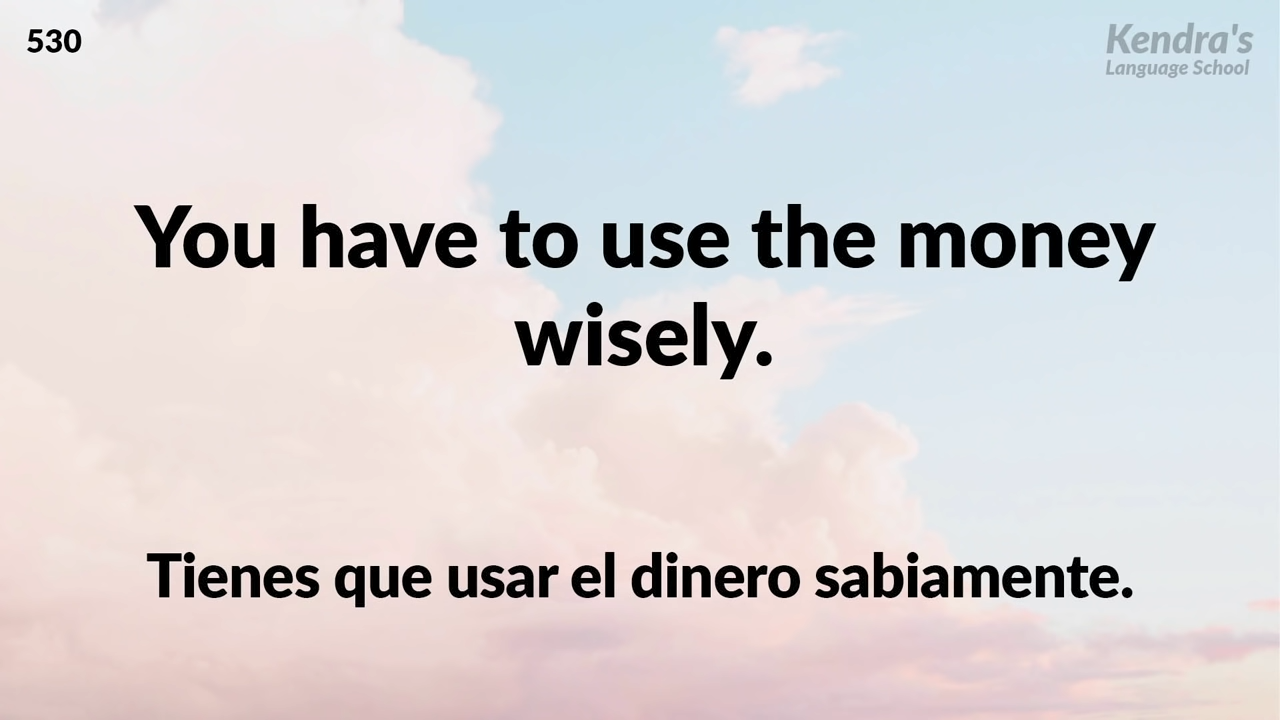 530
Kendra's
Language School
You have to use the money
wisely.
Tienes que usar el dinero sabiamente.